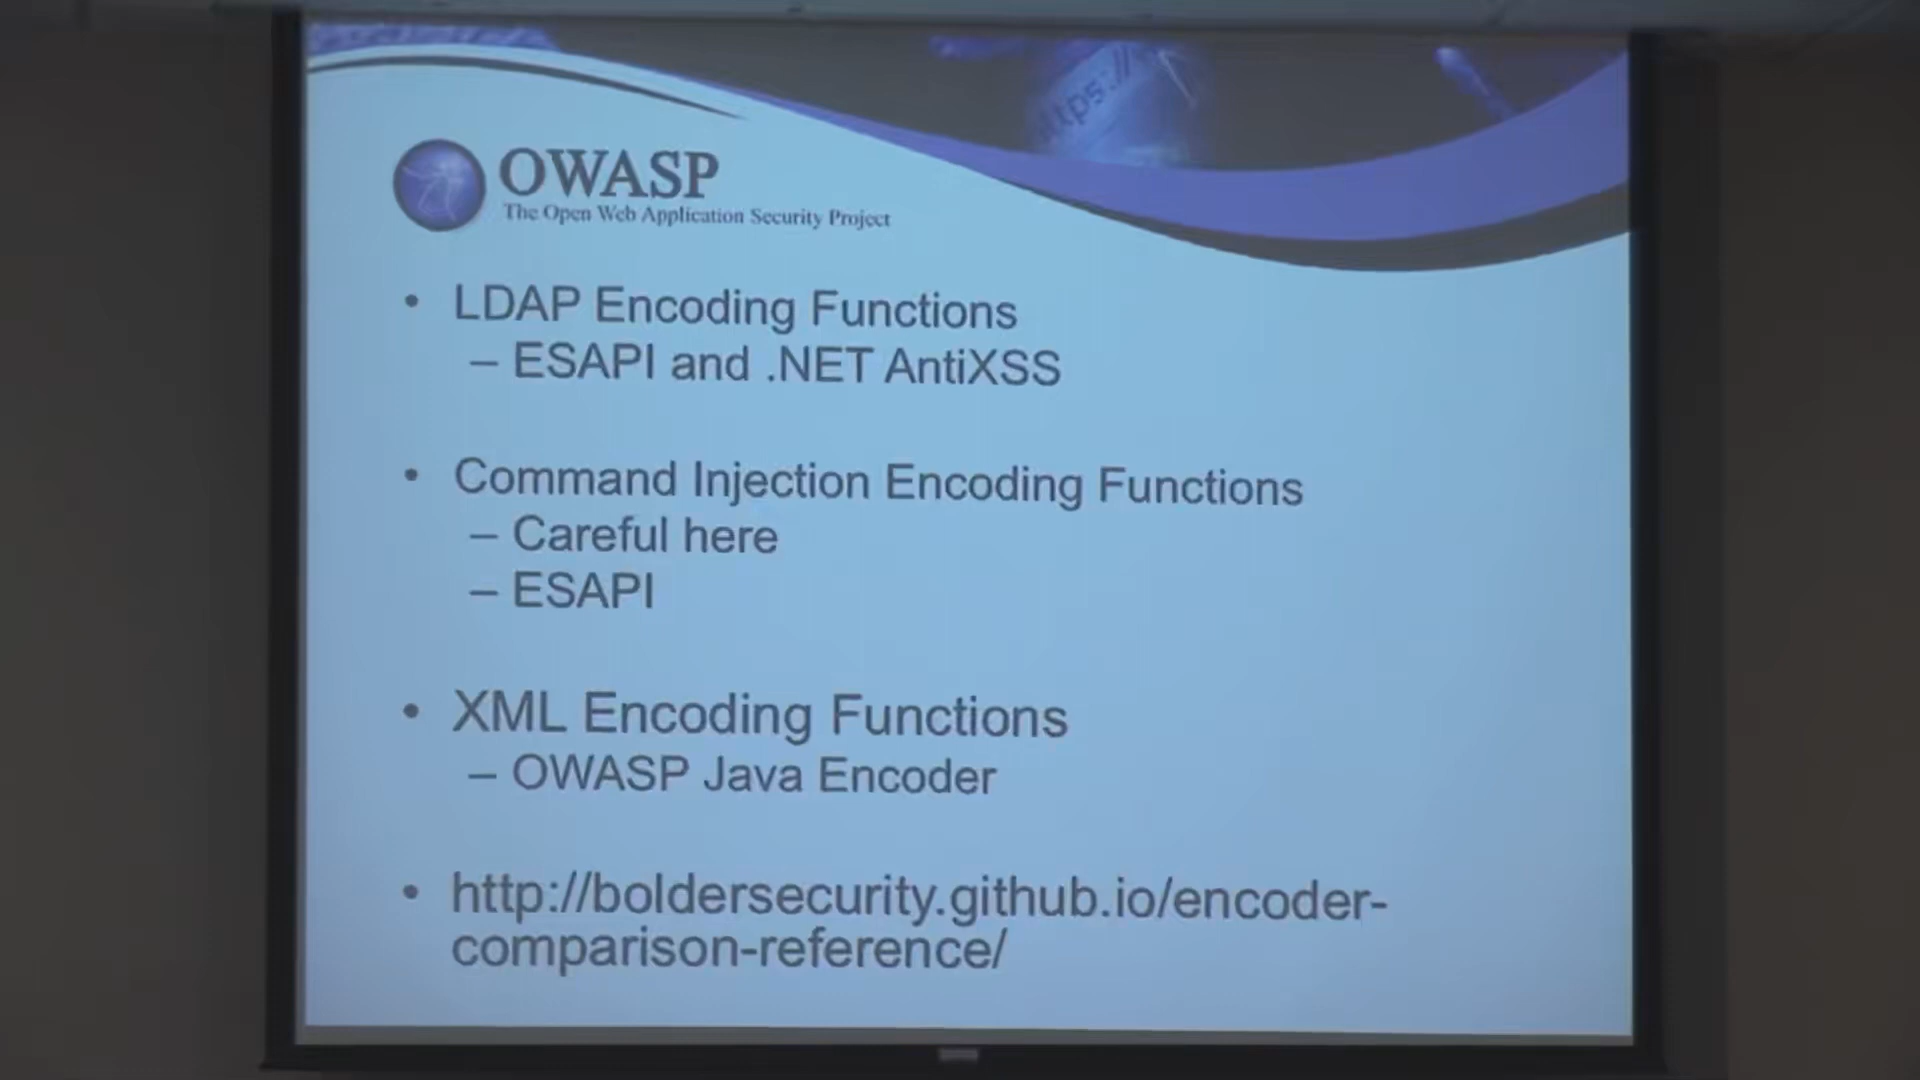 ttps://
OWASP
The Open Web Application Security Project
• LDAP Encoding Functions
– ESAPI and .NET AntiXSS
• Command Injection Encoding Functions
– Careful here
– ESAPI
• XML Encoding Functions
– OWASP Java Encoder
• http://boldersecurity.github.io/encoder-
comparison-reference/